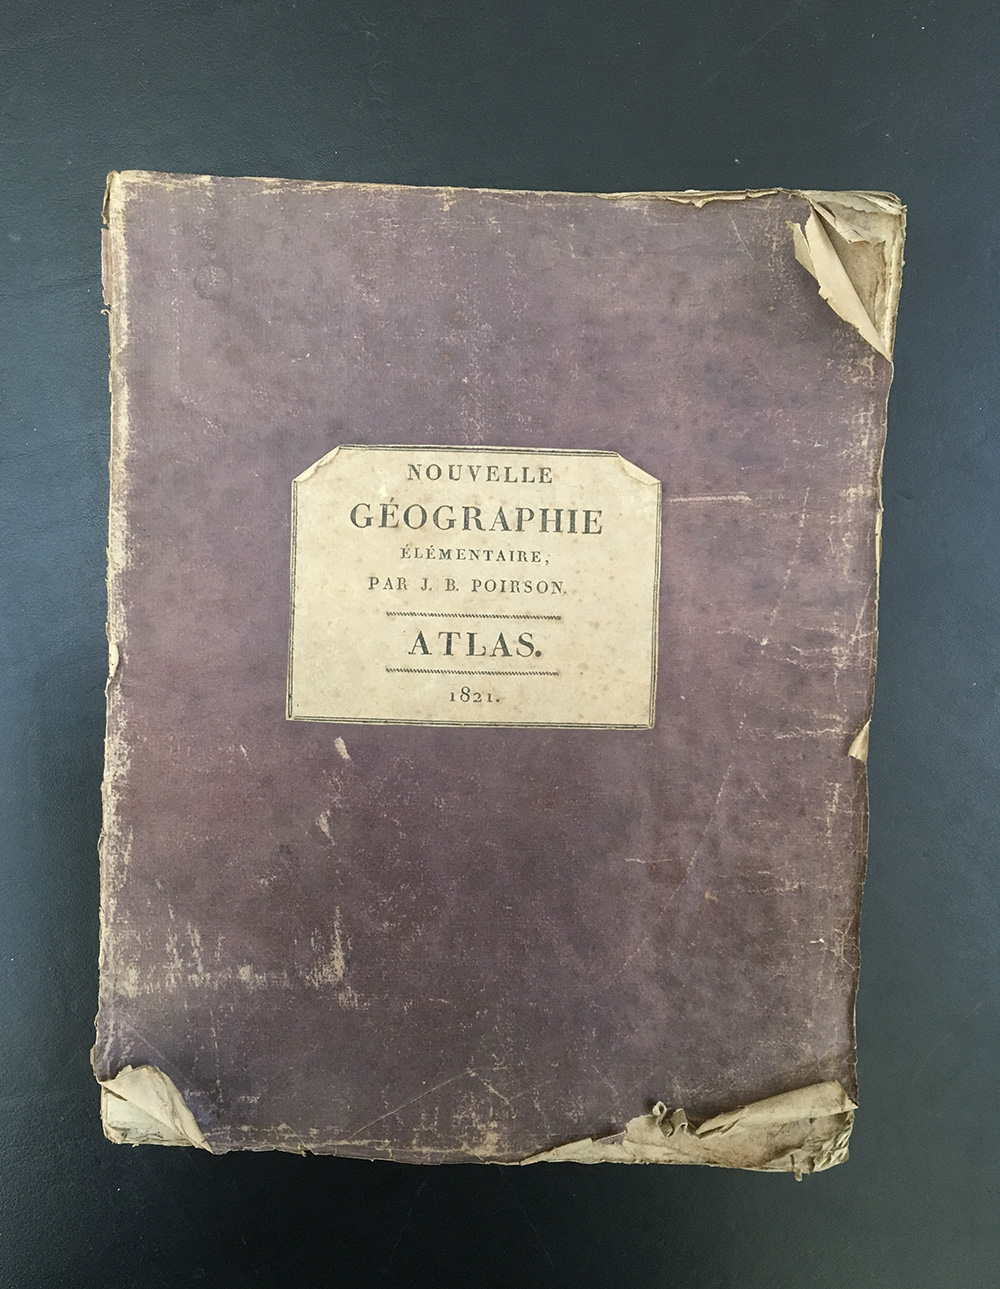 NOUVELLE
GÉOGRAPHIE
ÉLÉMENTAIRE,
PAR J. B. POIRSON.
ATLAS.
1821.